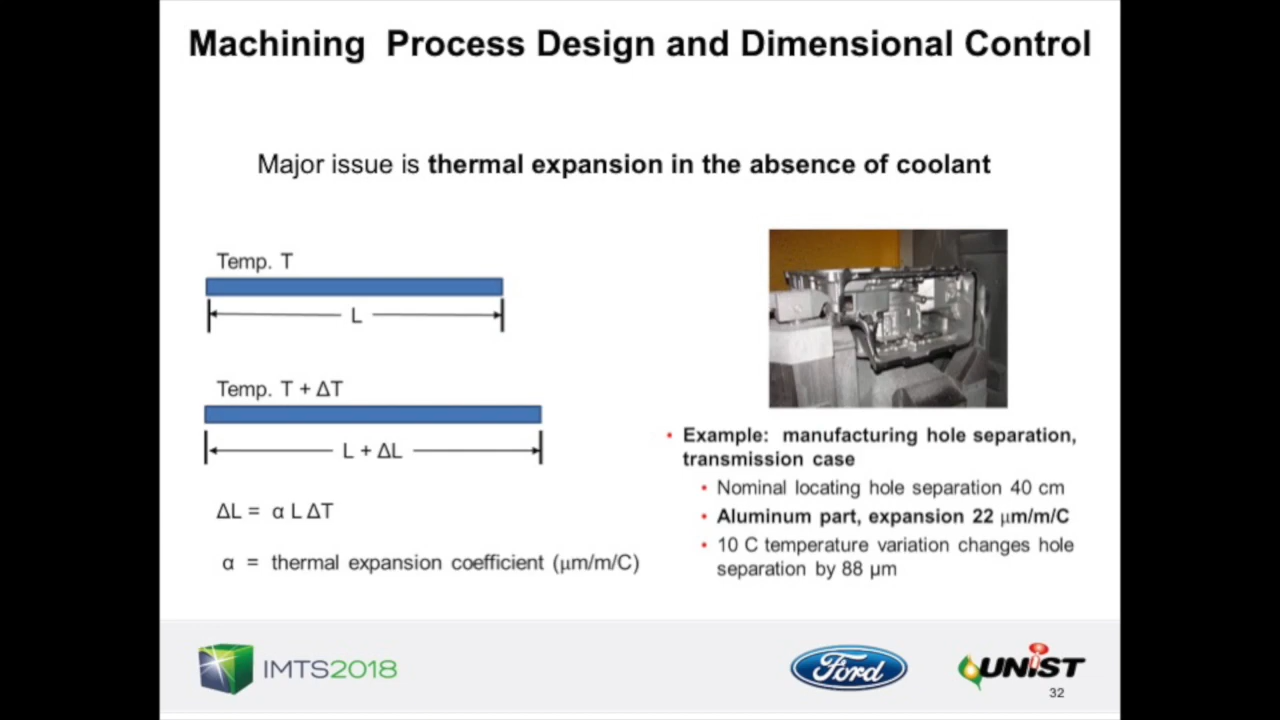 Machining Process Design and Dimensional Control
Major issue is thermal expansion in the absence of coolant
Temp. T
L
Temp. T + ΔT
L + ΔL
ΔL = α L ΔT
α = thermal expansion coefficient (μm/m/C)
• Example: manufacturing hole separation,
transmission case
• Nominal locating hole separation 40 cm
• Aluminum part, expansion 22 μm/m/C
• 10 C temperature variation changes hole
separation by 88 μm
IMTS2018
Ford
UNIST
32